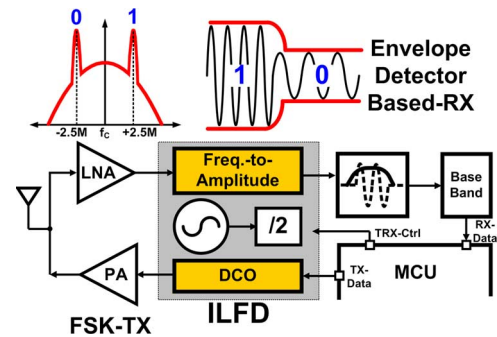 0 1
-2.5M fc +2.5M
1 0
Envelope
Detector
Based-RX
LNA
Freq.-to-
Amplitude
Base
Band
/2
TRX-Ctrl
RX-
Data
PA
DCO
TX-
Data
MCU
FSK-TX
ILFD